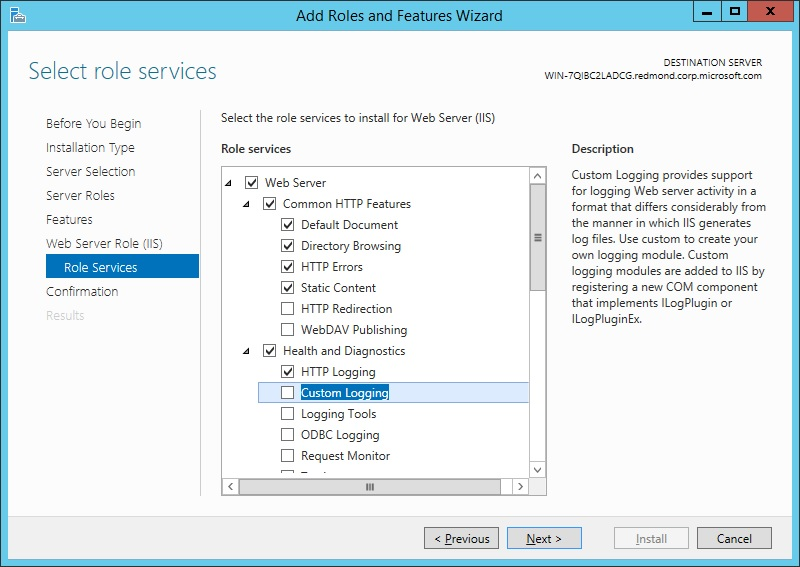 Add Roles and Features Wizard
Select role services
DESTINATION SERVER
WIN-7QIBC2LADCG.redmond.corp.microsoft.com
Before You Begin
Installation Type
Server Selection
Server Roles
Features
Web Server Role (IIS)
Role Services
Confirmation
Results
Select the role services to install for Web Server (IIS)
Role services
Web Server
Common HTTP Features
Default Document
Directory Browsing
HTTP Errors
Static Content
HTTP Redirection
WebDAV Publishing
Health and Diagnostics
HTTP Logging
Custom Logging
Logging Tools
ODBC Logging
Request Monitor
Description
Custom Logging provides support
for logging Web server activity in a
format that differs considerably from
the manner in which IIS generates
log files. Use custom to create your
own logging module. Custom
logging modules are added to IIS by
registering a new COM component
that implements ILogPlugin or
ILogPluginEx.
< Previous
Next >
Install
Cancel